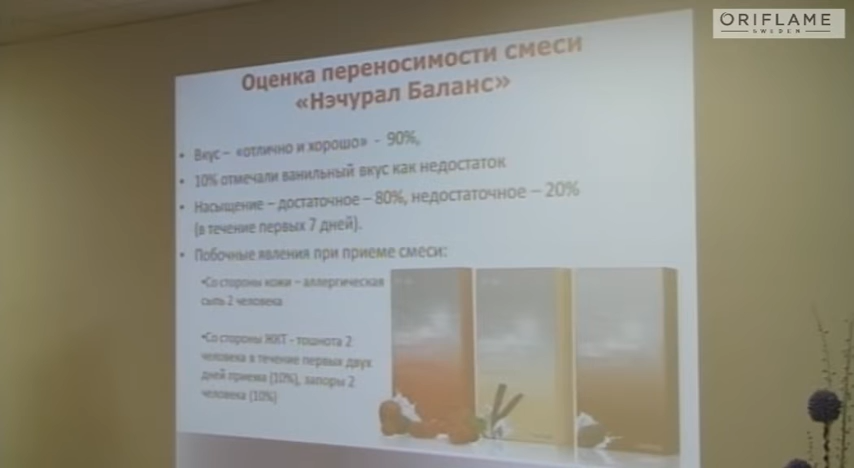 ORIFLAME
SWEDEN
Оценка переносимости смеси
«Нэчурал Баланс»
• Вкус – «отлично и хорошо» - 90%,
• 10% отмечали ванильный вкус как недостаток
• Насыщение – достаточное – 80%, недостаточное – 20%
(в течение первых 7 дней).
• Побочные явления при приеме смеси:
•Со стороны кожи – аллергическая
сыпь 2 человека
•Со стороны ЖКТ - тошнота 2
человека в течение первых двух
дней приема (10%), запоры 2
человека (10%)